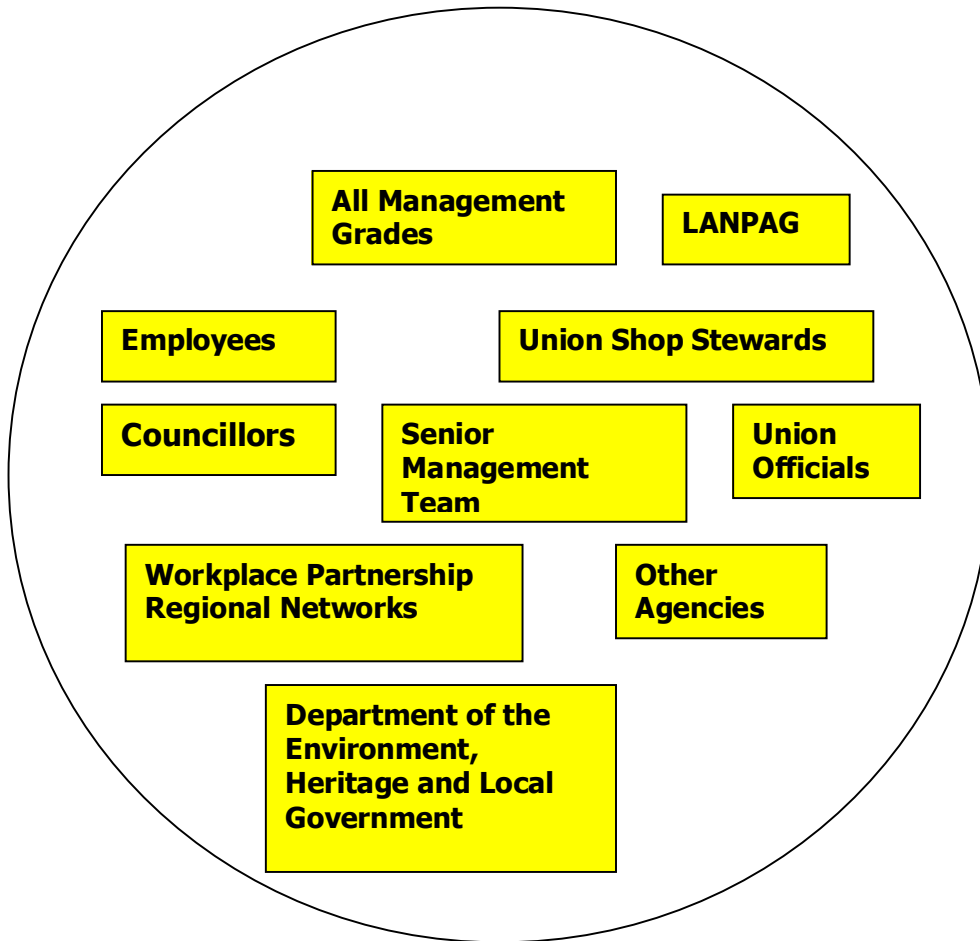 All Management
Grades
LANPAG
Employees
Union Shop Stewards
Councillors
Senior
Management
Team
Union
Officials
Workplace Partnership
Regional Networks
Other
Agencies
Department of the
Environment,
Heritage and Local
Government